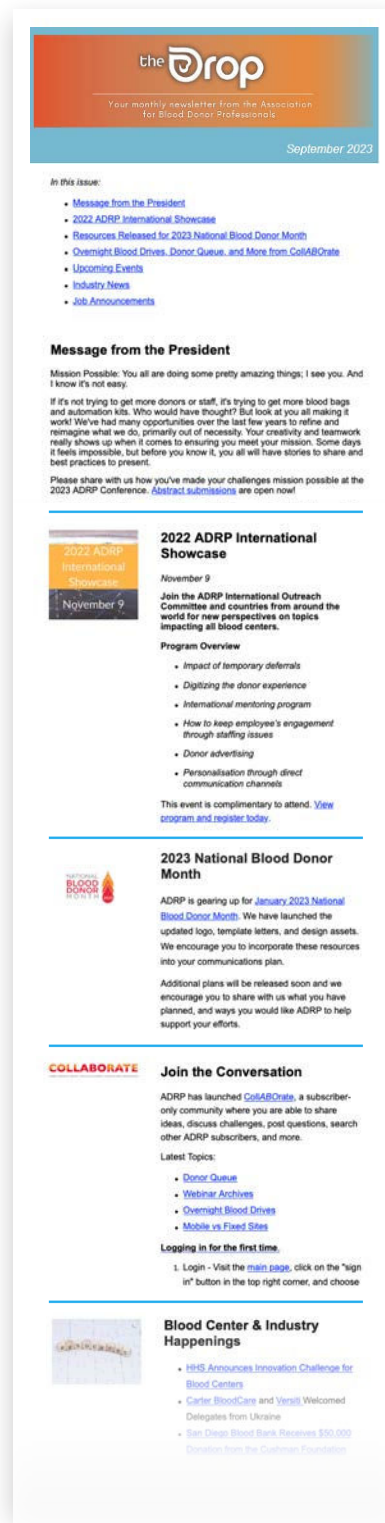 the Drop
Your monthly newsletter from the Association
for Blood Donor Professionals
September 2023
In this issue:
• Message from the President
• 2022 ADRP International Showcase
• Resources Released for 2023 National Blood Donor Month
• Overnight Blood Drives, Donor Queue, and More from CollABOrate
• Upcoming Events
• Industry News
• Job Announcements
Message from the President
Mission Possible: You all are doing some pretty amazing things; I see you. And
I know it's not easy.
If it's not trying to get more donors or staff, it's trying to get more blood bags
and automation kits. Who would have thought? But look at you all making it
work! We've had many opportunities over the last few years to refine and
reimagine what we do, primarily out of necessity. Your creativity and teamwork
really shows up when it comes to ensuring you meet your mission. Some days
it feels impossible, but before you know it, you all will have stories to share and
best practices to present.
Please share with us how you've made your challenges mission possible at the
2023 ADRP Conference. Abstract submissions are open now!
2022 ADRP
International
Showcase
November 9
2022 ADRP International
Showcase
November 9
Join the ADRP International Outreach
Committee and countries from around the
world for new perspectives on topics
impacting all blood centers.
Program Overview
• Impact of temporary deferrals
• Digitizing the donor experience
• International mentoring program
• How to keep employee's engagement
through staffing issues
• Donor advertising
• Personalisation through direct
communication channels
This event is complimentary to attend. View
program and register today.
NATIONAL
BLOOD
DONOR
MONTH
2023 National Blood Donor
Month
ADRP is gearing up for January 2023 National
Blood Donor Month. We have launched the
updated logo, template letters, and design assets.
We encourage you to incorporate these resources
into your communications plan.
Additional plans will be released soon and we
encourage you to share with us what you have
planned, and ways you would like ADRP to help
support your efforts.
COLLABORATE
Join the Conversation
ADRP has launched CollABOrate, a subscriber-
only community where you are able to share
ideas, discuss challenges, post questions, search
other ADRP subscribers, and more.
Latest Topics:
• Donor Queue
• Webinar Archives
• Overnight Blood Drives
• Mobile vs Fixed Sites
Logging in for the first time.
1. Login - Visit the main page, click on the "sign
in" button in the top right corner, and choose
Blood Center & Industry
Happenings
• HHS Announces Innovation Challenge for
Blood Centers
• Carter BloodCare and Versiti Welcomed
Delegates from Ukraine
• San Diego Blood Bank Receives $50,000
Donation from the Cushman Foundation